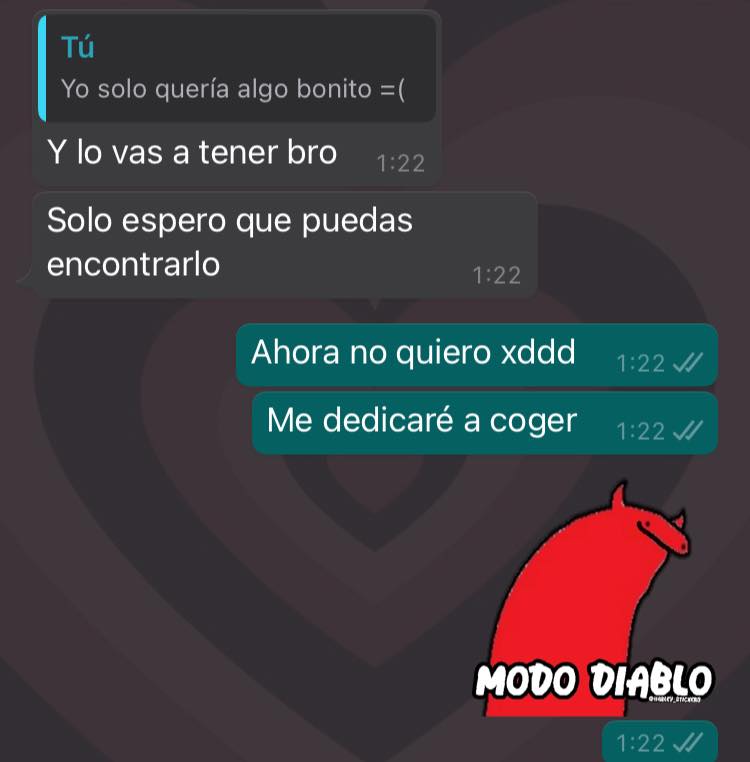 Tú
Yo solo quería algo bonito =(
Y lo vas a tener bro
1:22
Solo espero que puedas
encontrarlo
1:22
Ahora no quiero xddd
1:22
Me dedicaré a coger
1:22
MODO DIABLO
1:22